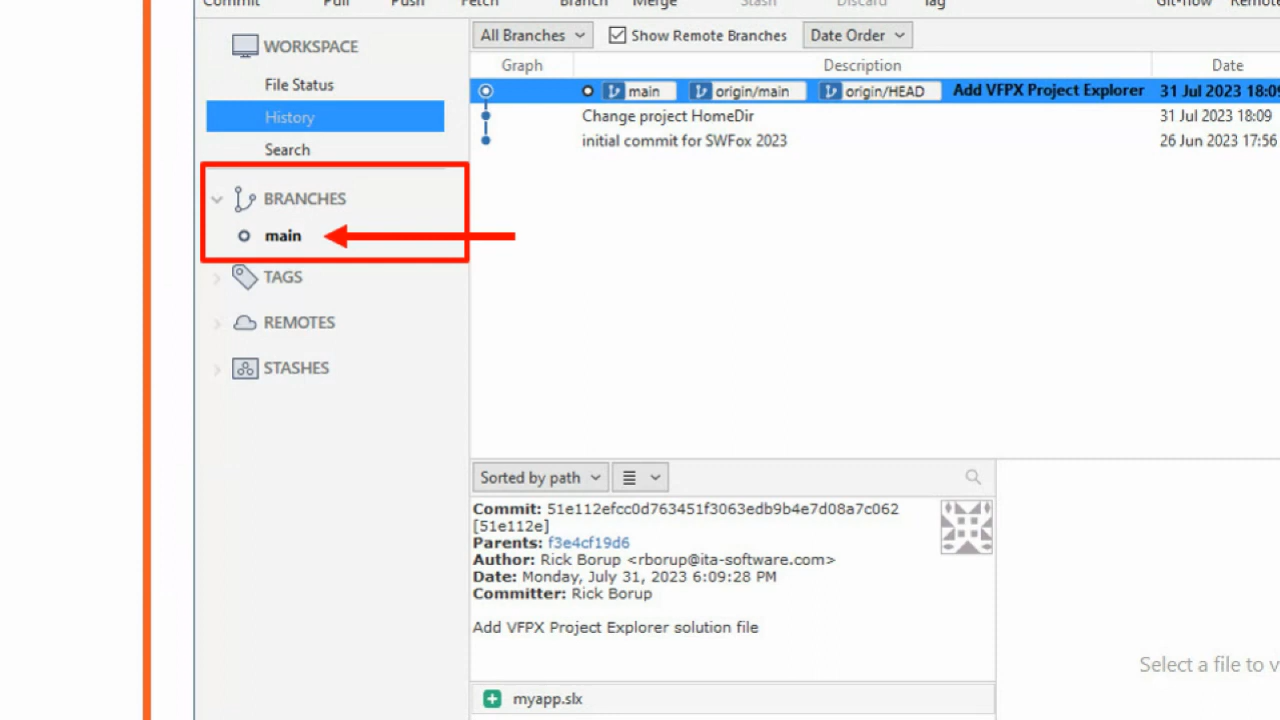 Commit Pull Push Fetch Branch Merge Stash Discard Tag Git-flow Remote
WORKSPACE
File Status
History
Search
BRANCHES
main
TAGS
REMOTES
STASHES
All Branches Show Remote Branches Date Order
Graph Description Date
main origin/main origin/HEAD Add VFPX Project Explorer 31 Jul 2023 18:09
Change project HomeDir 31 Jul 2023 18:09
initial commit for SWFox 2023 26 Jun 2023 17:56
Sorted by path
Commit: 51e112efcc0d763451f3063edb9b4e7d08a7c062
[51e112e]
Parents: f3e4cf19d6
Author: Rick Borup <rborup@ita-software.com>
Date: Monday, July 31, 2023 6:09:28 PM
Committer: Rick Borup
Add VFPX Project Explorer solution file
Select a file to v
myapp.slx